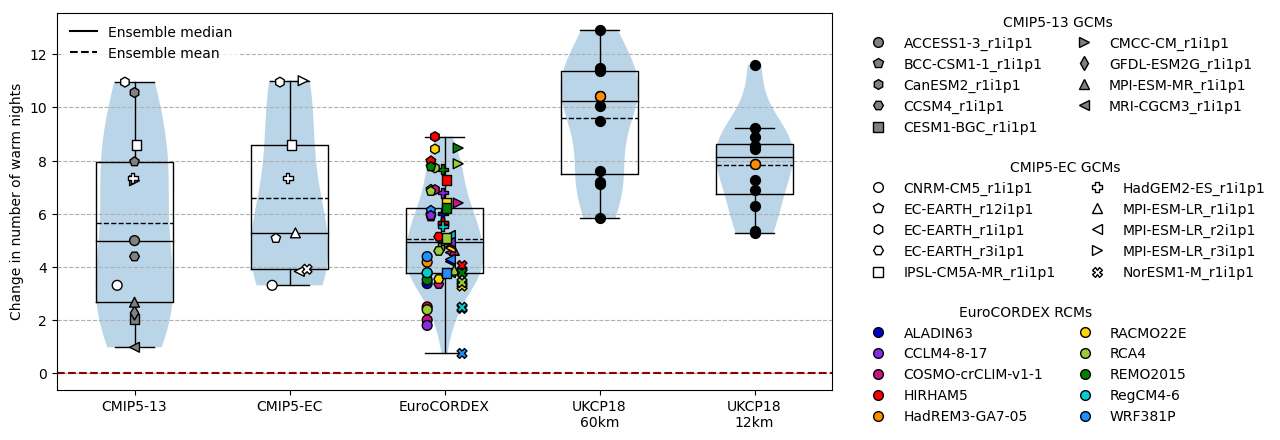 Change in number of warm nights
12
10
8
6
4
2
0
Ensemble median
Ensemble mean
CMIP5-13
CMIP5-EC
EuroCORDEX
UKCP18
60km
UKCP18
12km
CMIP5-13 GCMs
ACCESS1-3_r1i1p1
BCC-CSM1-1_r1i1p1
CanESM2_r1i1p1
CCSM4_r1i1p1
CESM1-BGC_r1i1p1
CMCC-CM_r1i1p1
GFDL-ESM2G_r1i1p1
MPI-ESM-MR_r1i1p1
MRI-CGCM3_r1i1p1
CMIP5-EC GCMs
CNRM-CM5_r1i1p1
EC-EARTH_r12i1p1
EC-EARTH_r1i1p1
EC-EARTH_r3i1p1
IPSL-CM5A-MR_r1i1p1
HadGEM2-ES_r1i1p1
MPI-ESM-LR_r1i1p1
MPI-ESM-LR_r2i1p1
MPI-ESM-LR_r3i1p1
NorESM1-M_r1i1p1
EuroCORDEX RCMs
ALADIN63
CCLM4-8-17
COSMO-crCLIM-v1-1
HIRHAM5
HadREM3-GA7-05
RACMO22E
RCA4
REMO2015
RegCM4-6
WRF381P